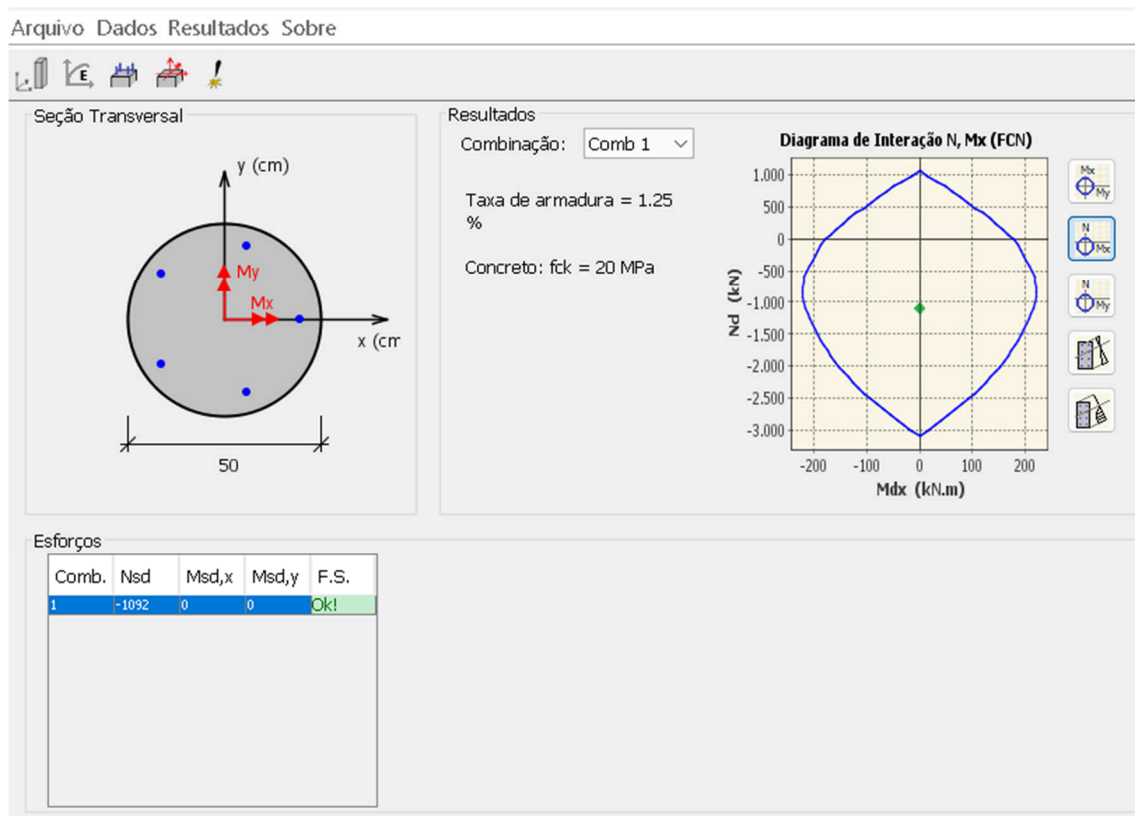 Arquivo Dados Resultados Sobre
E
Seção Transversal
y (cm)
My
Mx
x (cm
50
Resultados
Combinação: Comb 1
Taxa de armadura = 1.25
%
Concreto: fck = 20 MPa
Diagrama de Interação N, Mx (FCN)
1.000
500
0
-500
-1.000
-1.500
-2.000
-2.500
-3.000
Nd (kN)
-200 -100 0 100 200
Mdx (kN.m)
Mx
My
N
Mx
N
My
Esforços
Comb. Nsd Msd,x Msd,y F.S.
1 -1092 0 0 Ok!